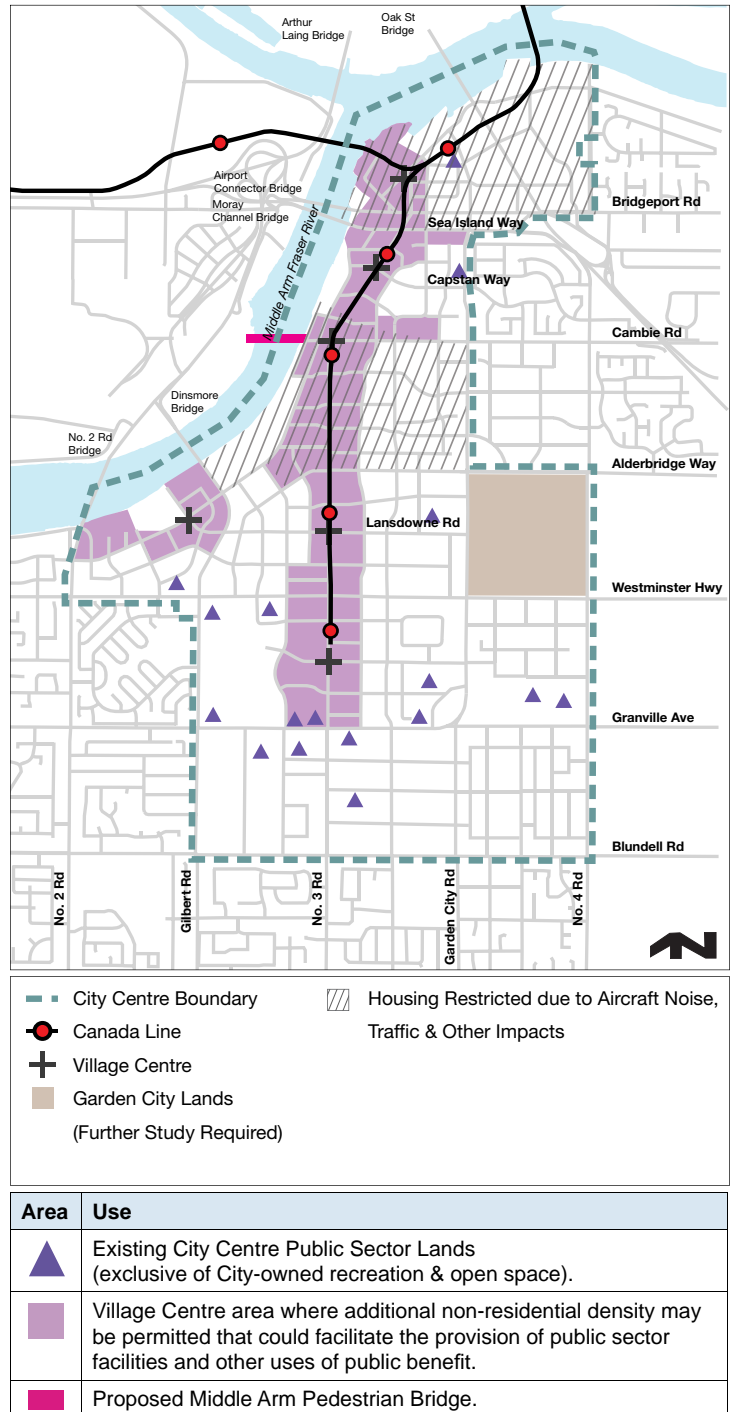 Arthur
Laing Bridge
Oak St
Bridge
Airport
Connector Bridge
Moray
Channel Bridge
Bridgeport Rd
Sea Island Way
Middle Arm Fraser River
Capstan Way
Cambie Rd
Dinsmore
Bridge
No. 2 Rd
Bridge
Alderbridge Way
Lansdowne Rd
Westminster Hwy
Granville Ave
Blundell Rd
No. 2 Rd
Gilbert Rd
No. 3 Rd
Garden City Rd
No. 4 Rd
N
City Centre Boundary
Canada Line
Village Centre
Garden City Lands
(Further Study Required)
Housing Restricted due to Aircraft Noise,
Traffic & Other Impacts
Area Use
Existing City Centre Public Sector Lands
(exclusive of City-owned recreation & open space).
Village Centre area where additional non-residential density may
be permitted that could facilitate the provision of public sector
facilities and other uses of public benefit.
Proposed Middle Arm Pedestrian Bridge.